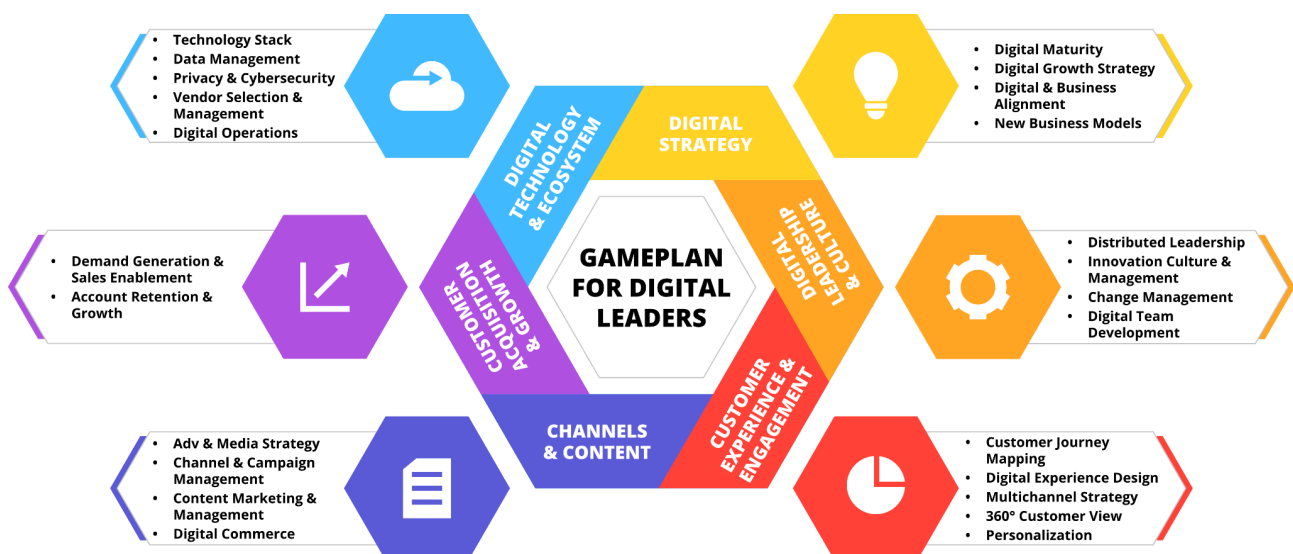 • Technology Stack
• Data Management
• Privacy & Cybersecurity
• Vendor Selection &
Management
• Digital Operations
• Digital Maturity
• Digital Growth Strategy
• Digital & Business
Alignment
• New Business Models
DIGITAL
TECHNOLOGY
& ECOSYSTEM
DIGITAL
STRATEGY
• Demand Generation &
Sales Enablement
• Account Retention &
Growth
CUSTOMER
ACQUISITION
& GROWTH
GAMEPLAN
FOR DIGITAL
LEADERS
DIGITAL
LEADERSHIP
& CULTURE
• Distributed Leadership
• Innovation Culture &
Management
• Change Management
• Digital Team
Development
• Adv & Media Strategy
• Channel & Campaign
Management
• Content Marketing &
Management
• Digital Commerce
CHANNELS
& CONTENT
CUSTOMER
EXPERIENCE &
ENGAGEMENT
• Customer Journey
Mapping
• Digital Experience Design
• Multichannel Strategy
• 360° Customer View
• Personalization